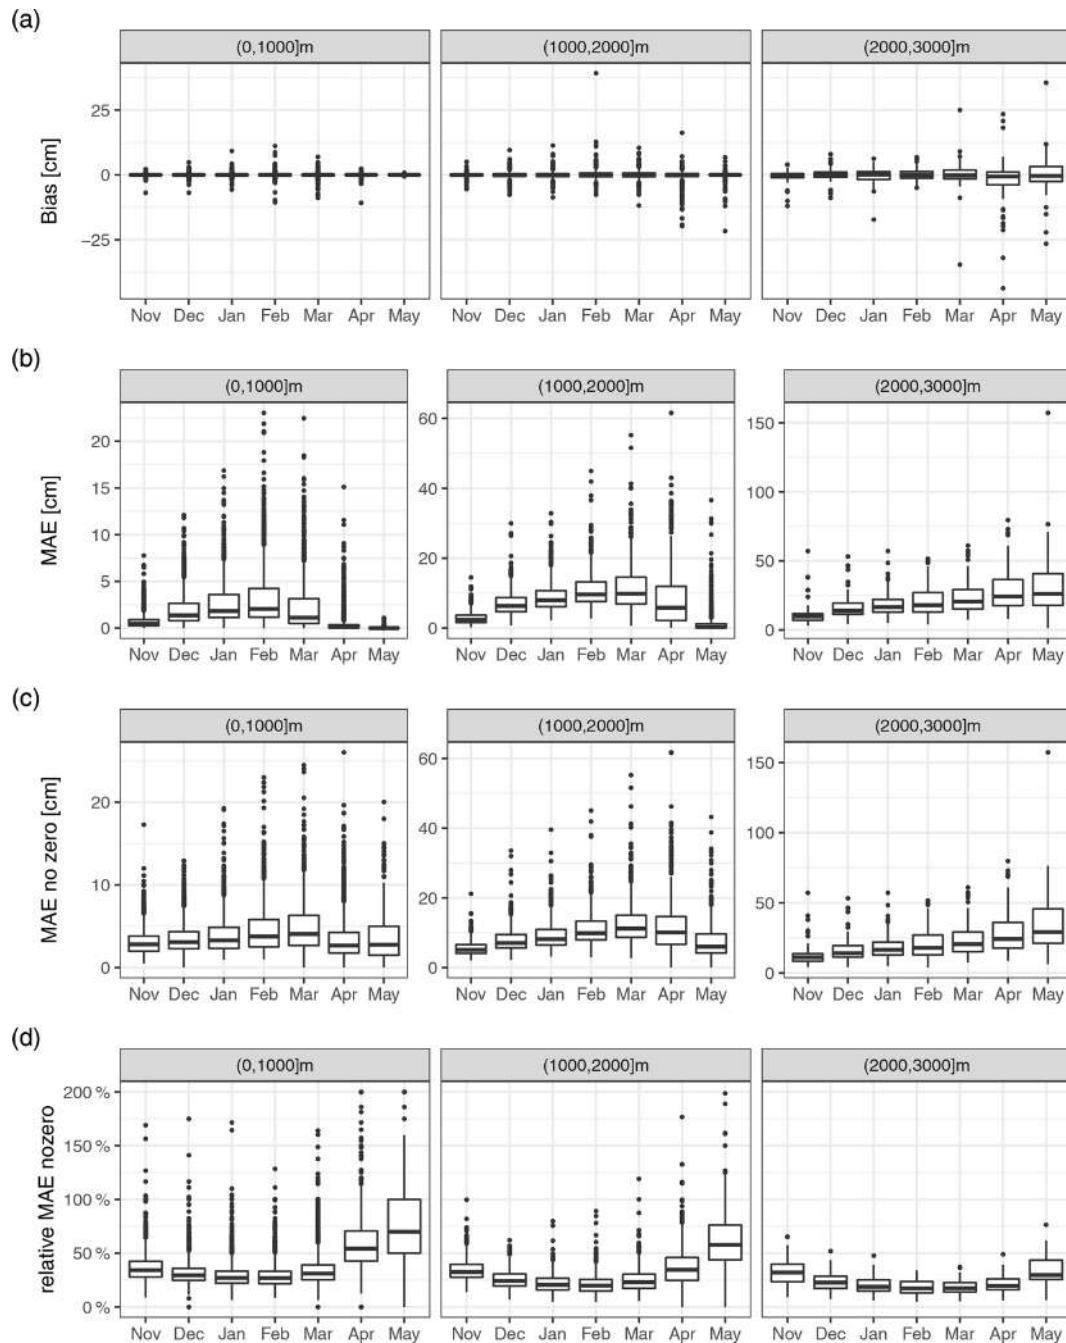 (a)
(0,1000]m (1000,2000]m (2000,3000]m
Bias [cm]
25
0
−25
Nov Dec Jan Feb Mar Apr May Nov Dec Jan Feb Mar Apr May Nov Dec Jan Feb Mar Apr May
(b)
(0,1000]m (1000,2000]m (2000,3000]m
MAE [cm]
20 60 150
15 40 100
10 20 50
5 0 0
0
Nov Dec Jan Feb Mar Apr May Nov Dec Jan Feb Mar Apr May Nov Dec Jan Feb Mar Apr May
(c)
(0,1000]m (1000,2000]m (2000,3000]m
MAE no zero [cm]
20 60 150
10 40 100
0 20 50
0 0
Nov Dec Jan Feb Mar Apr May Nov Dec Jan Feb Mar Apr May Nov Dec Jan Feb Mar Apr May
(d)
(0,1000]m (1000,2000]m (2000,3000]m
relative MAE nozero
200 %
150 %
100 %
50 %
0 %
Nov Dec Jan Feb Mar Apr May Nov Dec Jan Feb Mar Apr May Nov Dec Jan Feb Mar Apr May